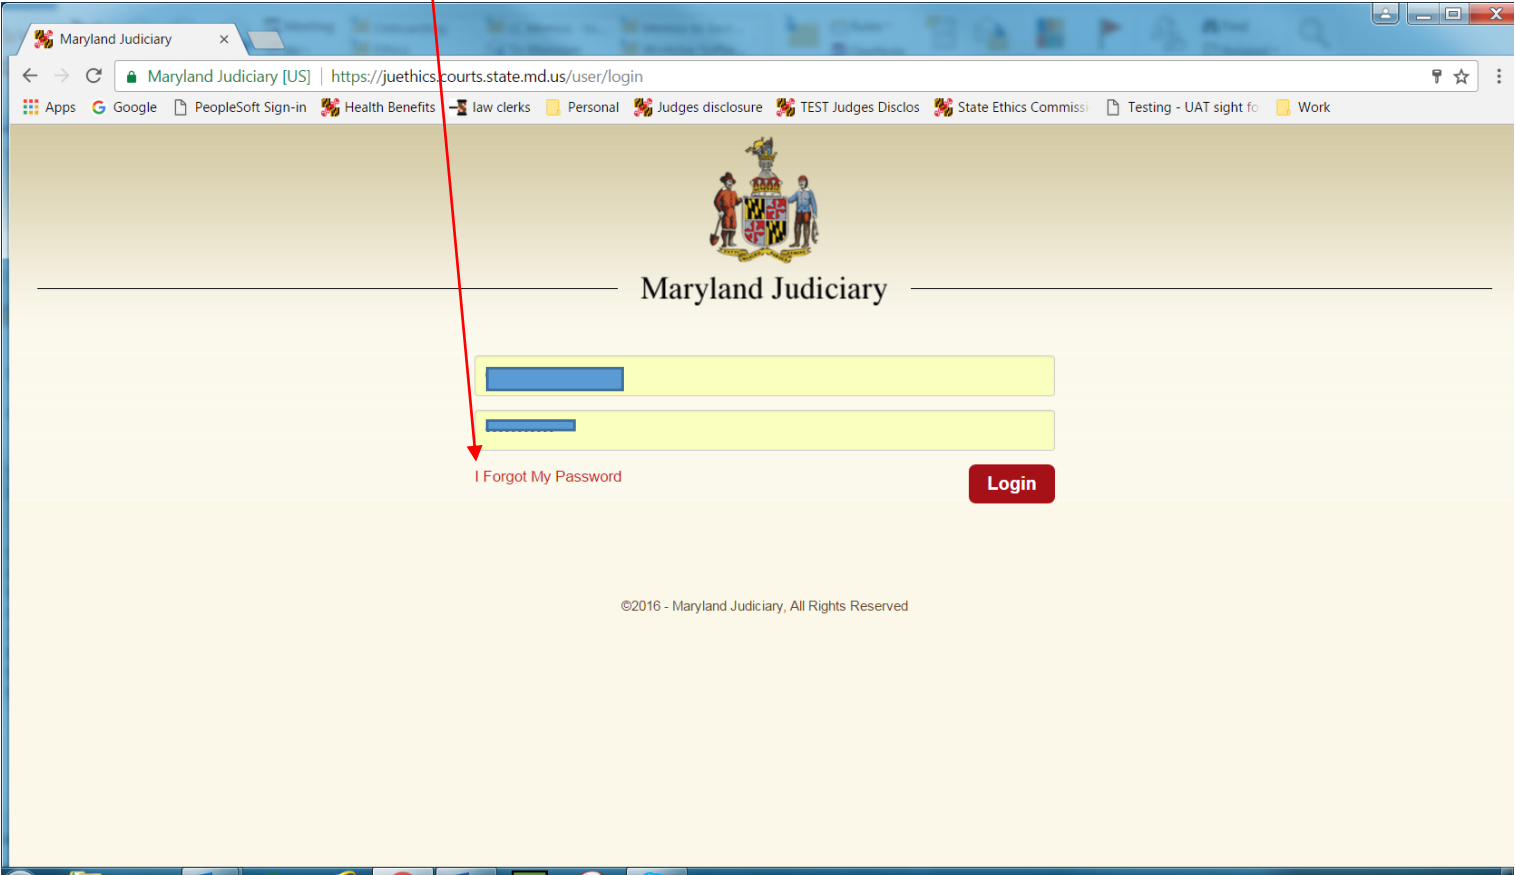 Maryland Judiciary
Maryland Judiciary [US] | https://juethics.courts.state.md.us/user/login
Apps Google PeopleSoft Sign-in Health Benefits law clerks Personal Judges disclosure TEST Judges Disclos State Ethics Commissi Testing - UAT sight fo Work
Maryland Judiciary
I Forgot My Password
Login
©2016 - Maryland Judiciary, All Rights Reserved